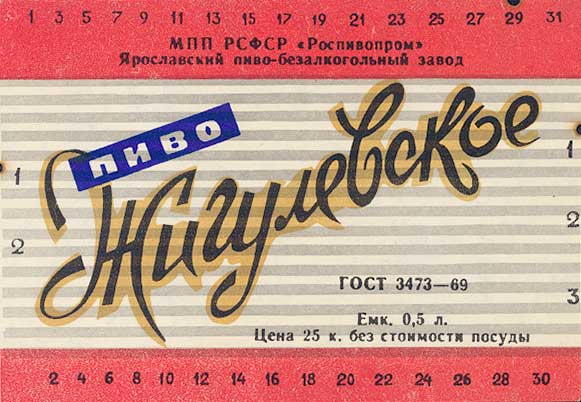 1 3 5 7 9 11 13 15 17 19 21 23 25 27 29 31
МПП РСФСР «Роспивопром»
Ярославский пиво-безалкогольный завод
ПИВО
Жигулевское
1
2
1
2
3
ГОСТ 3473—69
Емк. 0,5 л.
Цена 25 к. без стоимости посуды
2 4 6 8 10 12 14 16 18 20 22 24 26 28 30